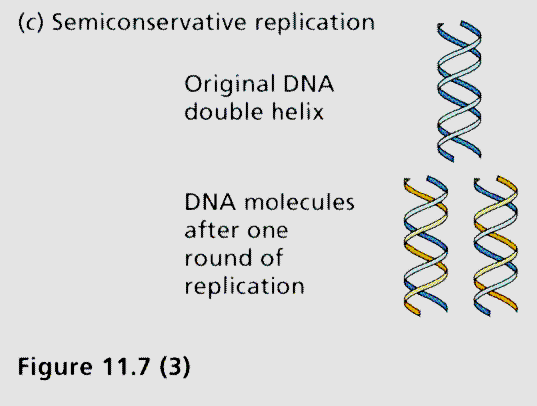 (c) Semiconservative replication
Original DNA
double helix
DNA molecules
after one
round of
replication
Figure 11.7 (3)